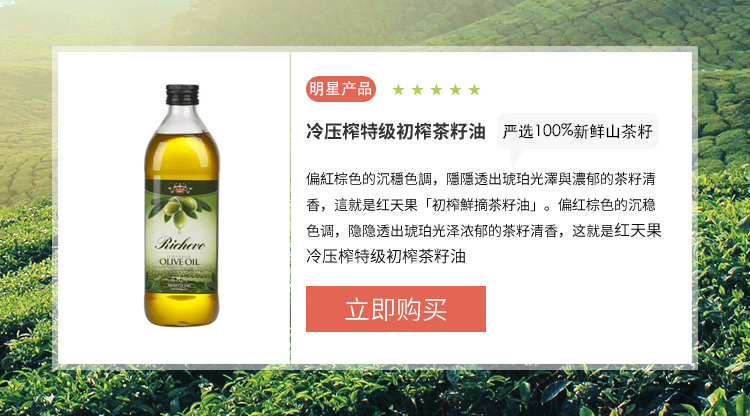 明星产品
冷压榨特级初榨茶籽油
严选100%新鲜山茶籽
偏紅棕色的沉穩色調，隱隱透出琥珀光澤與濃郁的茶籽清
香，這就是红天果「初榨鮮摘茶籽油」。偏红棕色的沉稳
色调，隐隐透出琥珀光泽浓郁的茶籽清香，这就是红天果
冷压榨特级初榨茶籽油
立即购买
Richevo
OLIVE OIL